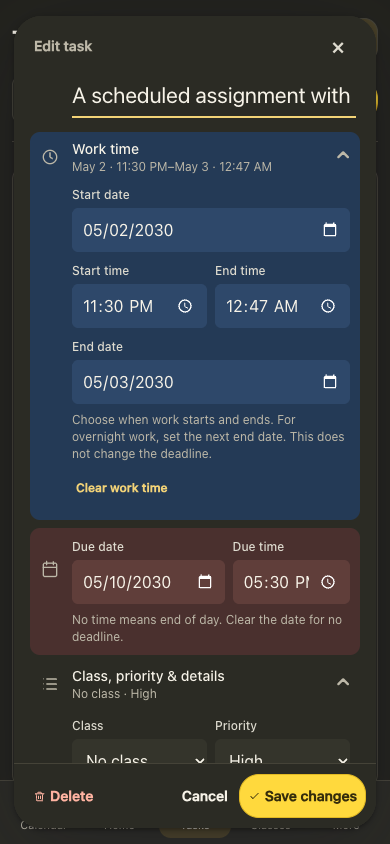 Edit task
A scheduled assignment with
Work time
May 2 · 11:30 PM–May 3 · 12:47 AM
Start date
05/02/2030
Start time End time
11:30 PM 12:47 AM
End date
05/03/2030
Choose when work starts and ends. For
overnight work, set the next end date. This does
not change the deadline.
Clear work time
Due date Due time
05/10/2030 05:30 PM
No time means end of day. Clear the date for no
deadline.
Class, priority & details
No class · High
Class Priority
No class High
Delete Cancel Save changes